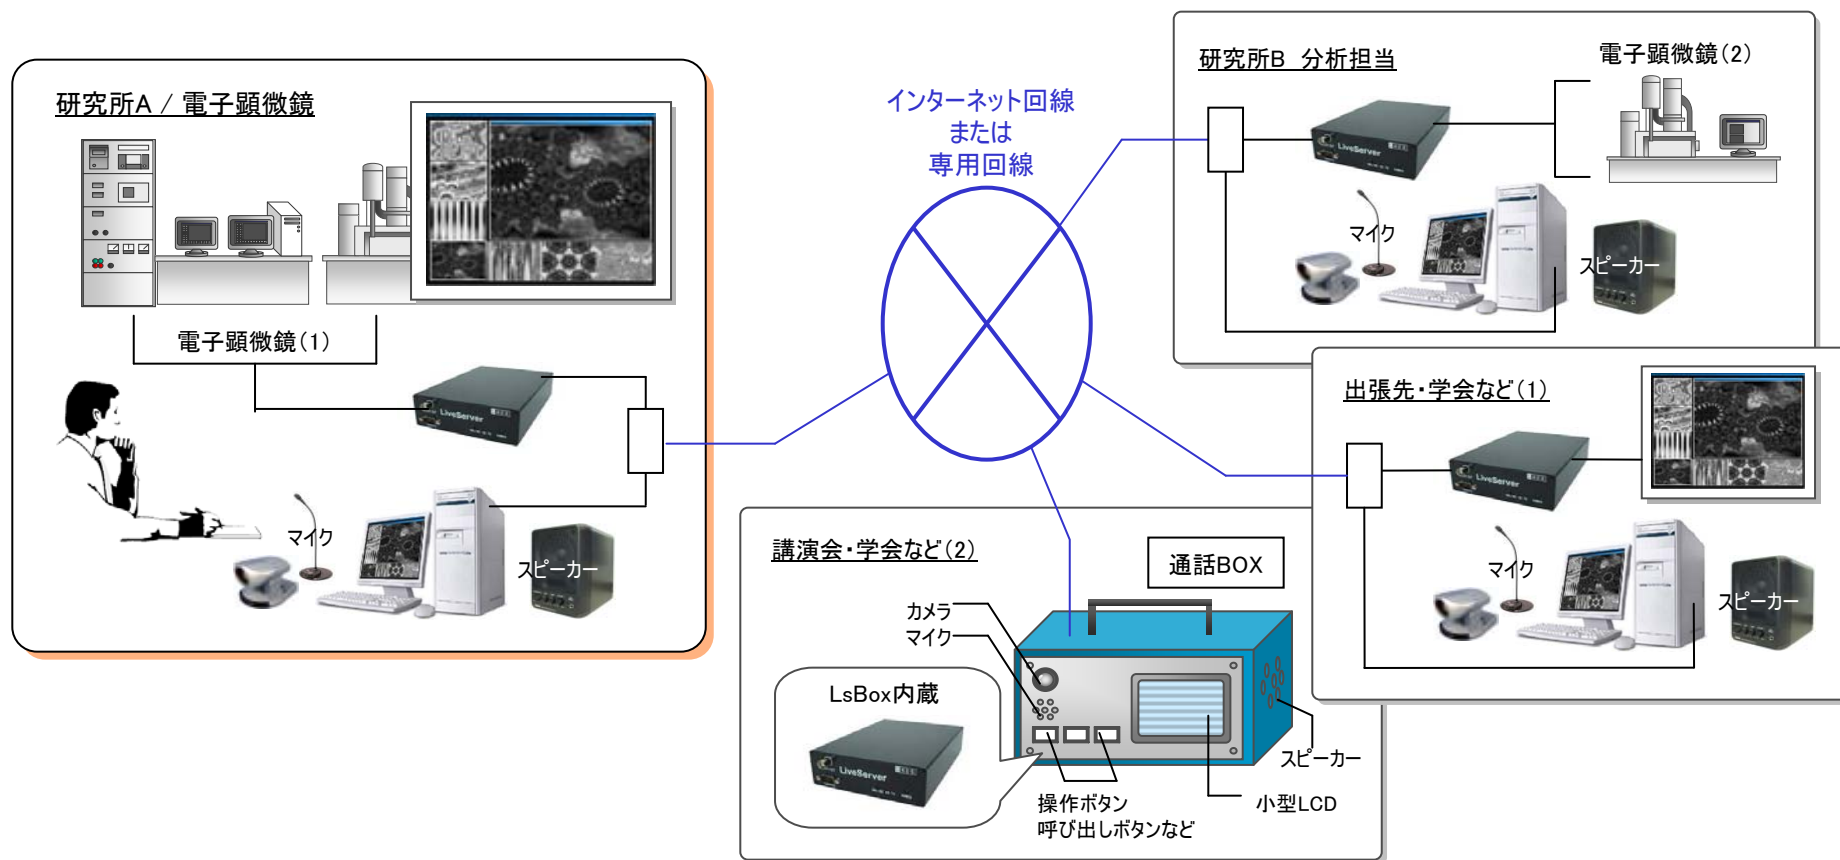 研究所A / 電子顕微鏡
電子顕微鏡(1)
LiveServer
マイク
スピーカー
インターネット回線
または
専用回線
研究所B 分析担当
電子顕微鏡(2)
LiveServer
マイク
スピーカー
出張先・学会など(1)
LiveServer
マイク
スピーカー
講演会・学会など(2)
通話BOX
カメラ
マイク
LsBox内蔵
LiveServer
スピーカー
操作ボタン
呼び出しボタンなど
小型LCD